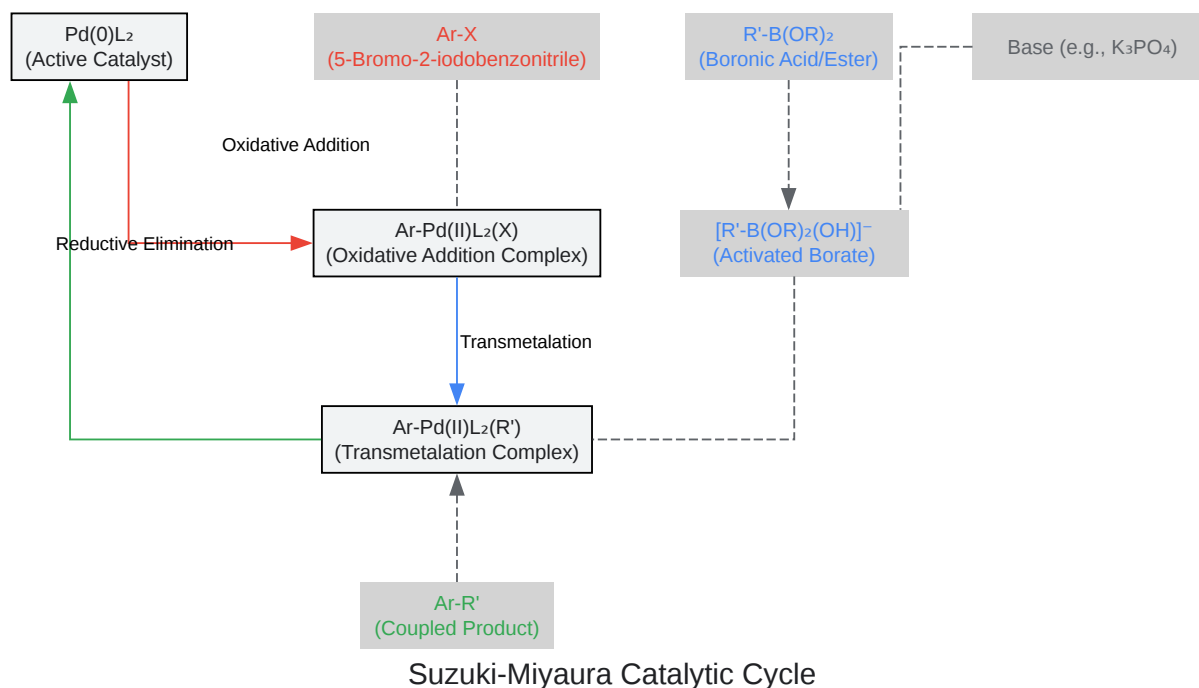 Pd(0)L₂
(Active Catalyst)
Ar-X
(5-Bromo-2-iodobenzonitrile)
R'-B(OR)₂
(Boronic Acid/Ester)
Base (e.g., K₃PO₄)
Oxidative Addition
Ar-Pd(II)L₂(X)
(Oxidative Addition Complex)
[R'-B(OR)₂(OH)]⁻
(Activated Borate)
Reductive Elimination
Transmetalation
Ar-Pd(II)L₂(R')
(Transmetalation Complex)
Ar-R'
(Coupled Product)
Suzuki-Miyaura Catalytic Cycle